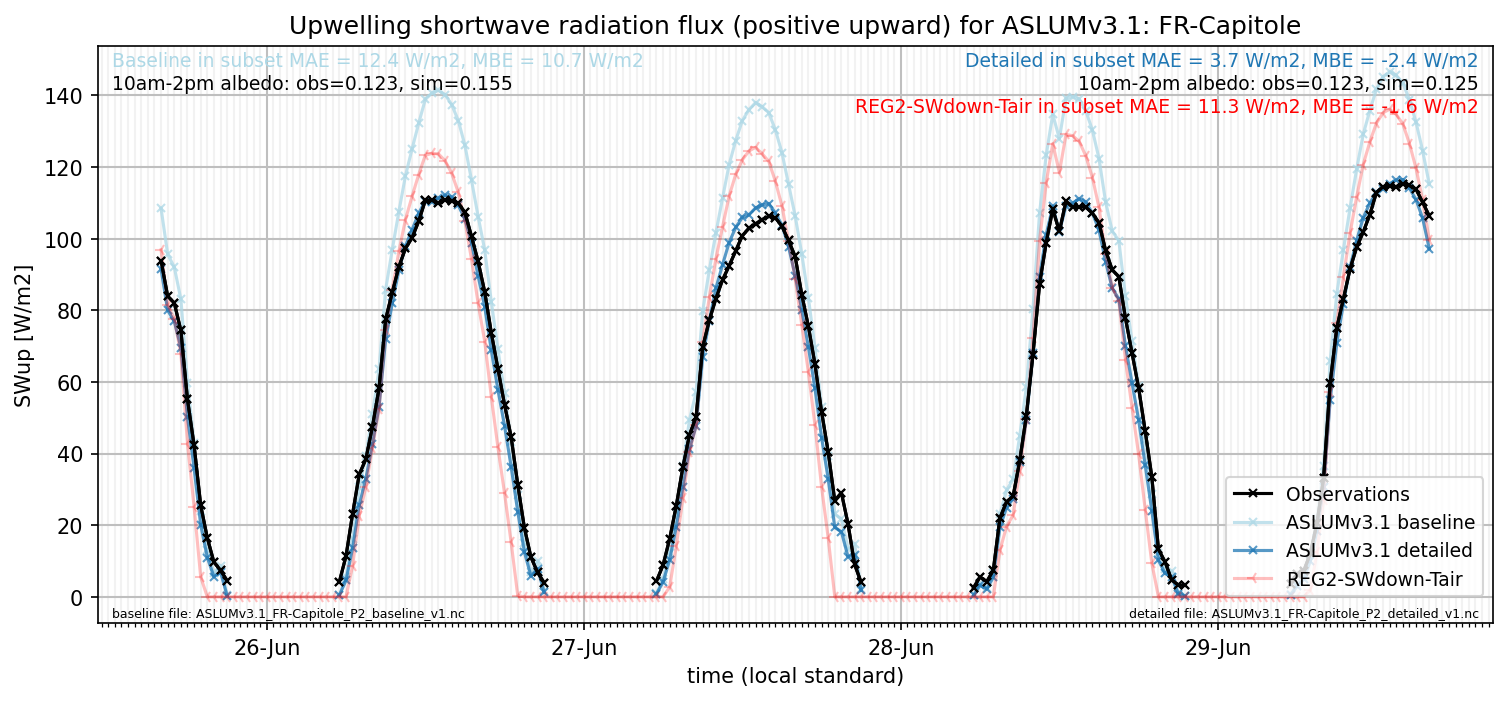 Upwelling shortwave radiation flux (positive upward) for ASLUMv3.1: FR-Capitole
Baseline in subset MAE = 12.4 W/m2, MBE = 10.7 W/m2
10am-2pm albedo: obs=0.123, sim=0.155
Detailed in subset MAE = 3.7 W/m2, MBE = -2.4 W/m2
10am-2pm albedo: obs=0.123, sim=0.125
REG2-SWdown-Tair in subset MAE = 11.3 W/m2, MBE = -1.6 W/m2
SWup [W/m2]
140
120
100
80
60
40
20
0
Observations
ASLUMv3.1 baseline
ASLUMv3.1 detailed
REG2-SWdown-Tair
baseline file: ASLUMv3.1_FR-Capitole_P2_baseline_v1.nc
detailed file: ASLUMv3.1_FR-Capitole_P2_detailed_v1.nc
26-Jun
27-Jun
28-Jun
29-Jun
time (local standard)